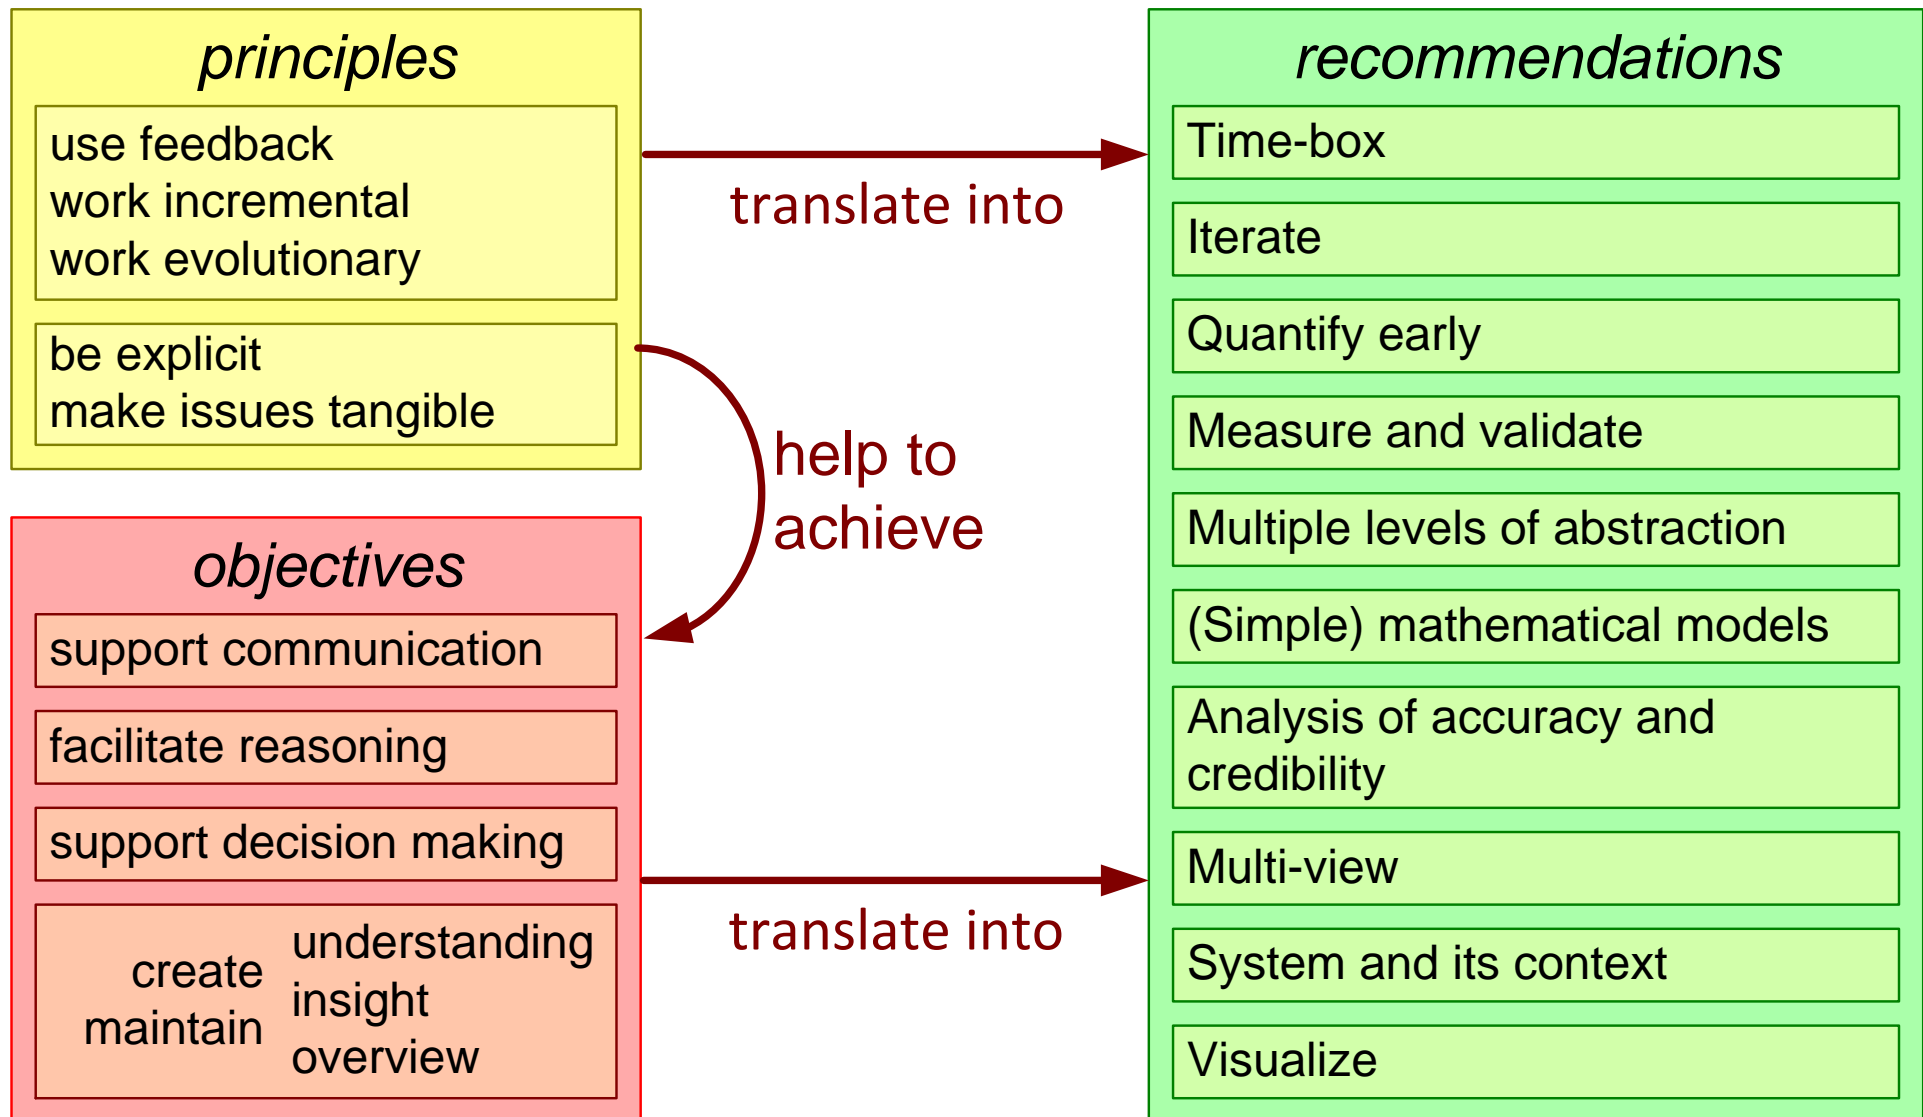 principles
use feedback
work incremental
work evolutionary
be explicit
make issues tangible
translate into
help to
achieve
objectives
support communication
facilitate reasoning
support decision making
create
maintain
understanding
insight
overview
translate into
recommendations
Time-box
Iterate
Quantify early
Measure and validate
Multiple levels of abstraction
(Simple) mathematical models
Analysis of accuracy and
credibility
Multi-view
System and its context
Visualize